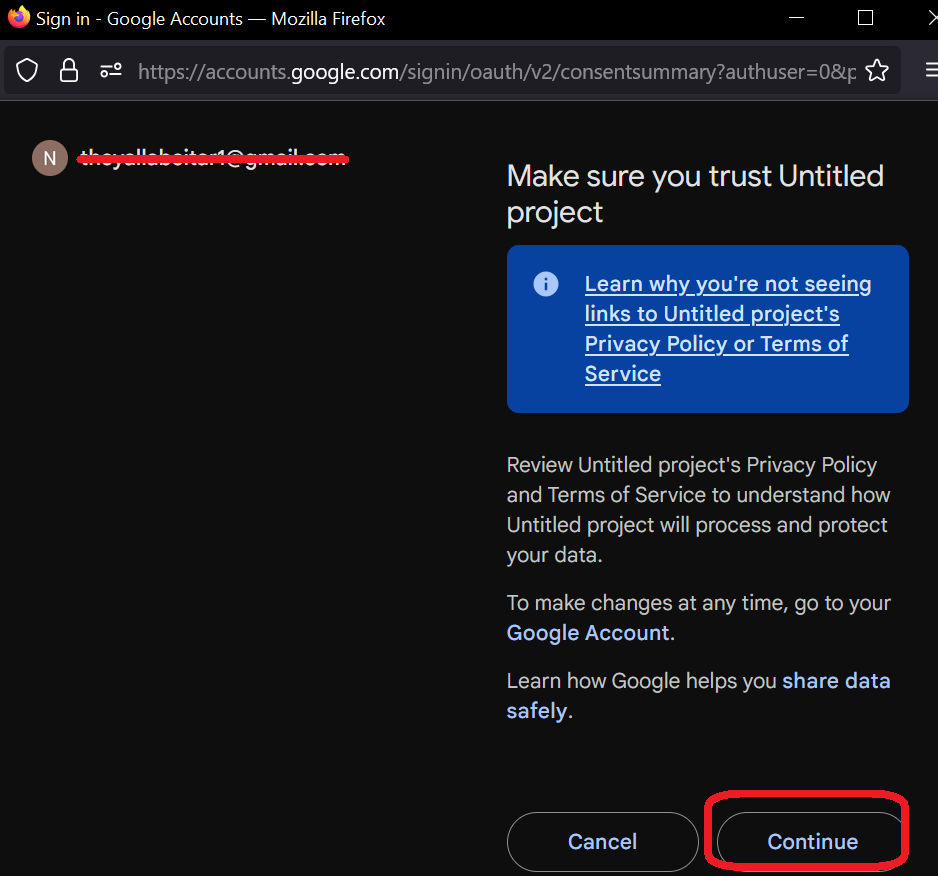 Sign in - Google Accounts — Mozilla Firefox
https://accounts.google.com/signin/oauth/v2/consentsummary?authuser=0&p
N
Make sure you trust Untitled
project
Learn why you're not seeing
links to Untitled project's
Privacy Policy or Terms of
Service
Review Untitled project's Privacy Policy
and Terms of Service to understand how
Untitled project will process and protect
your data.
To make changes at any time, go to your
Google Account.
Learn how Google helps you share data
safely.
Cancel
Continue